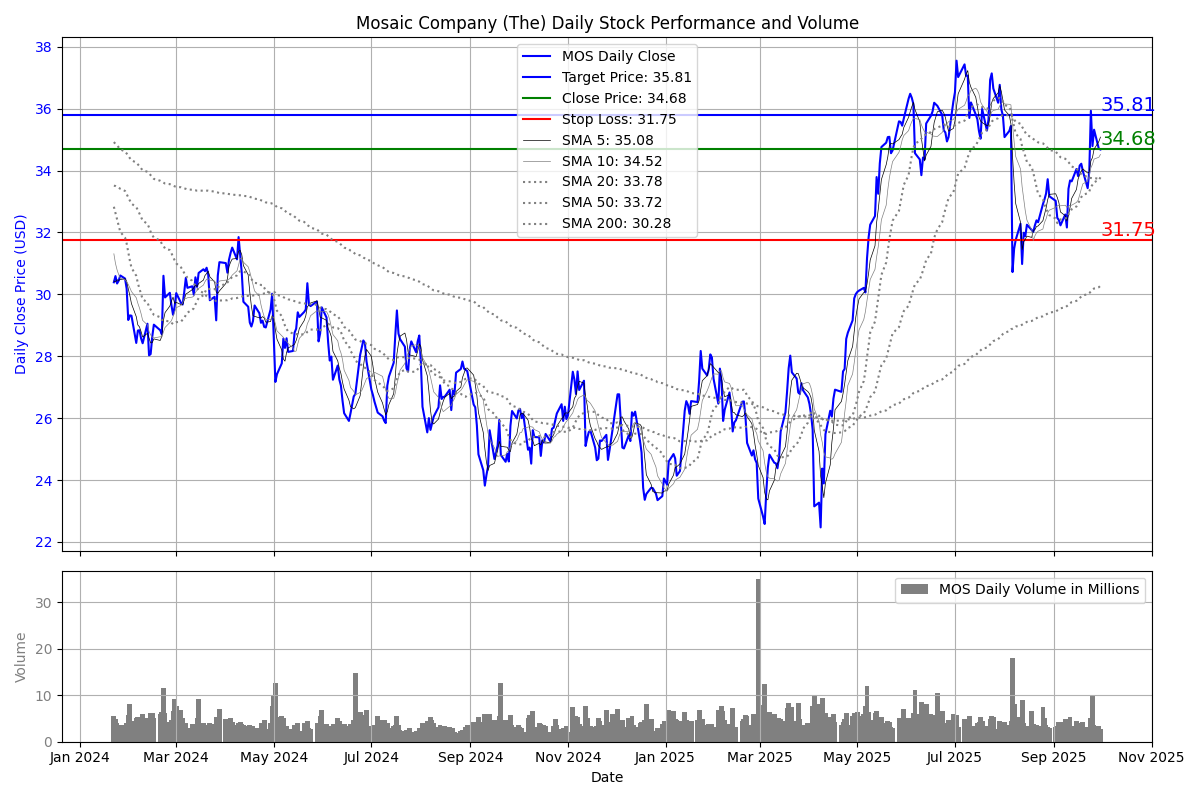 Mosaic Company (The) Daily Stock Performance and Volume
38
36
34
32
30
28
26
24
22
Daily Close Price (USD)
MOS Daily Close
Target Price: 35.81
Close Price: 34.68
Stop Loss: 31.75
SMA 5: 35.08
SMA 10: 34.52
SMA 20: 33.78
SMA 50: 33.72
SMA 200: 30.28
35.81
34.68
31.75
30
20
10
0
Volume
MOS Daily Volume in Millions
Jan 2024 Mar 2024 May 2024 Jul 2024 Sep 2024 Nov 2024 Jan 2025 Mar 2025 May 2025 Jul 2025 Sep 2025 Nov 2025
Date